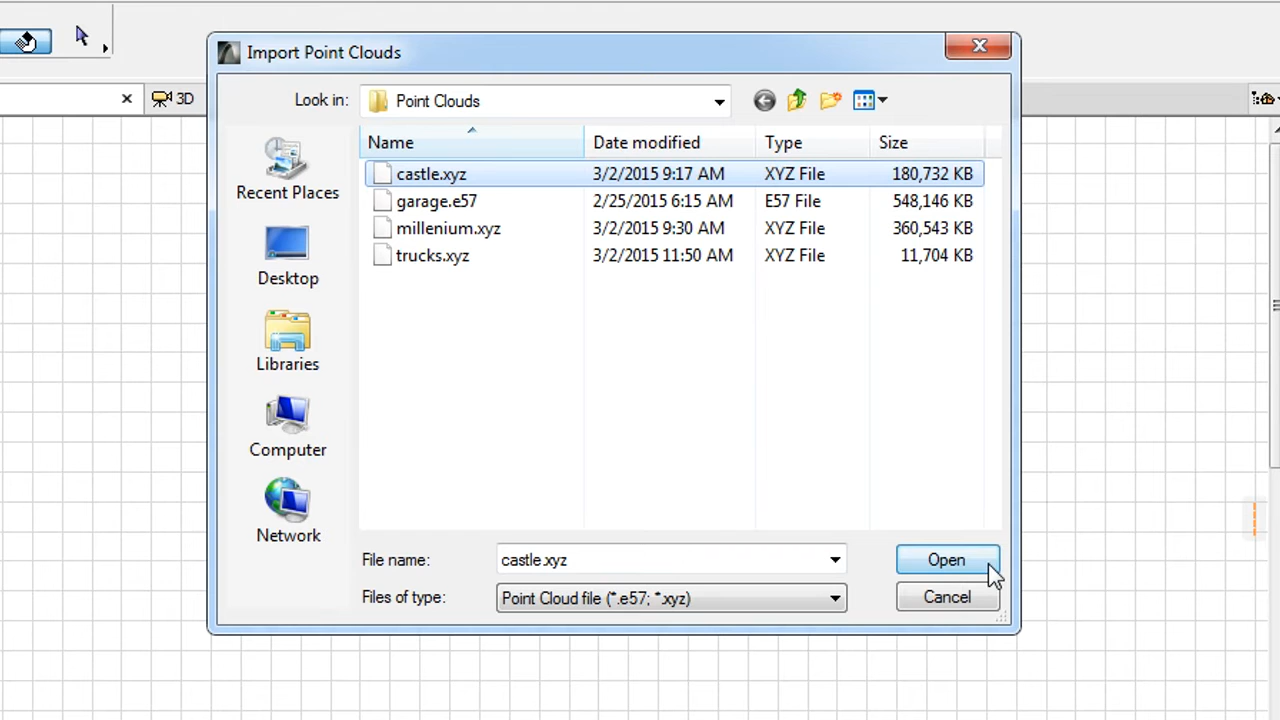 Import Point Clouds
3D
Look in: Point Clouds
Name Date modified Type Size
castle.xyz 3/2/2015 9:17 AM XYZ File 180,732 KB
garage.e57 2/25/2015 6:15 AM E57 File 548,146 KB
millenium.xyz 3/2/2015 9:30 AM XYZ File 360,543 KB
trucks.xyz 3/2/2015 11:50 AM XYZ File 11,704 KB
Recent Places
Desktop
Libraries
Computer
Network
File name: castle.xyz Open
Files of type: Point Cloud file (*.e57; *.xyz) Cancel